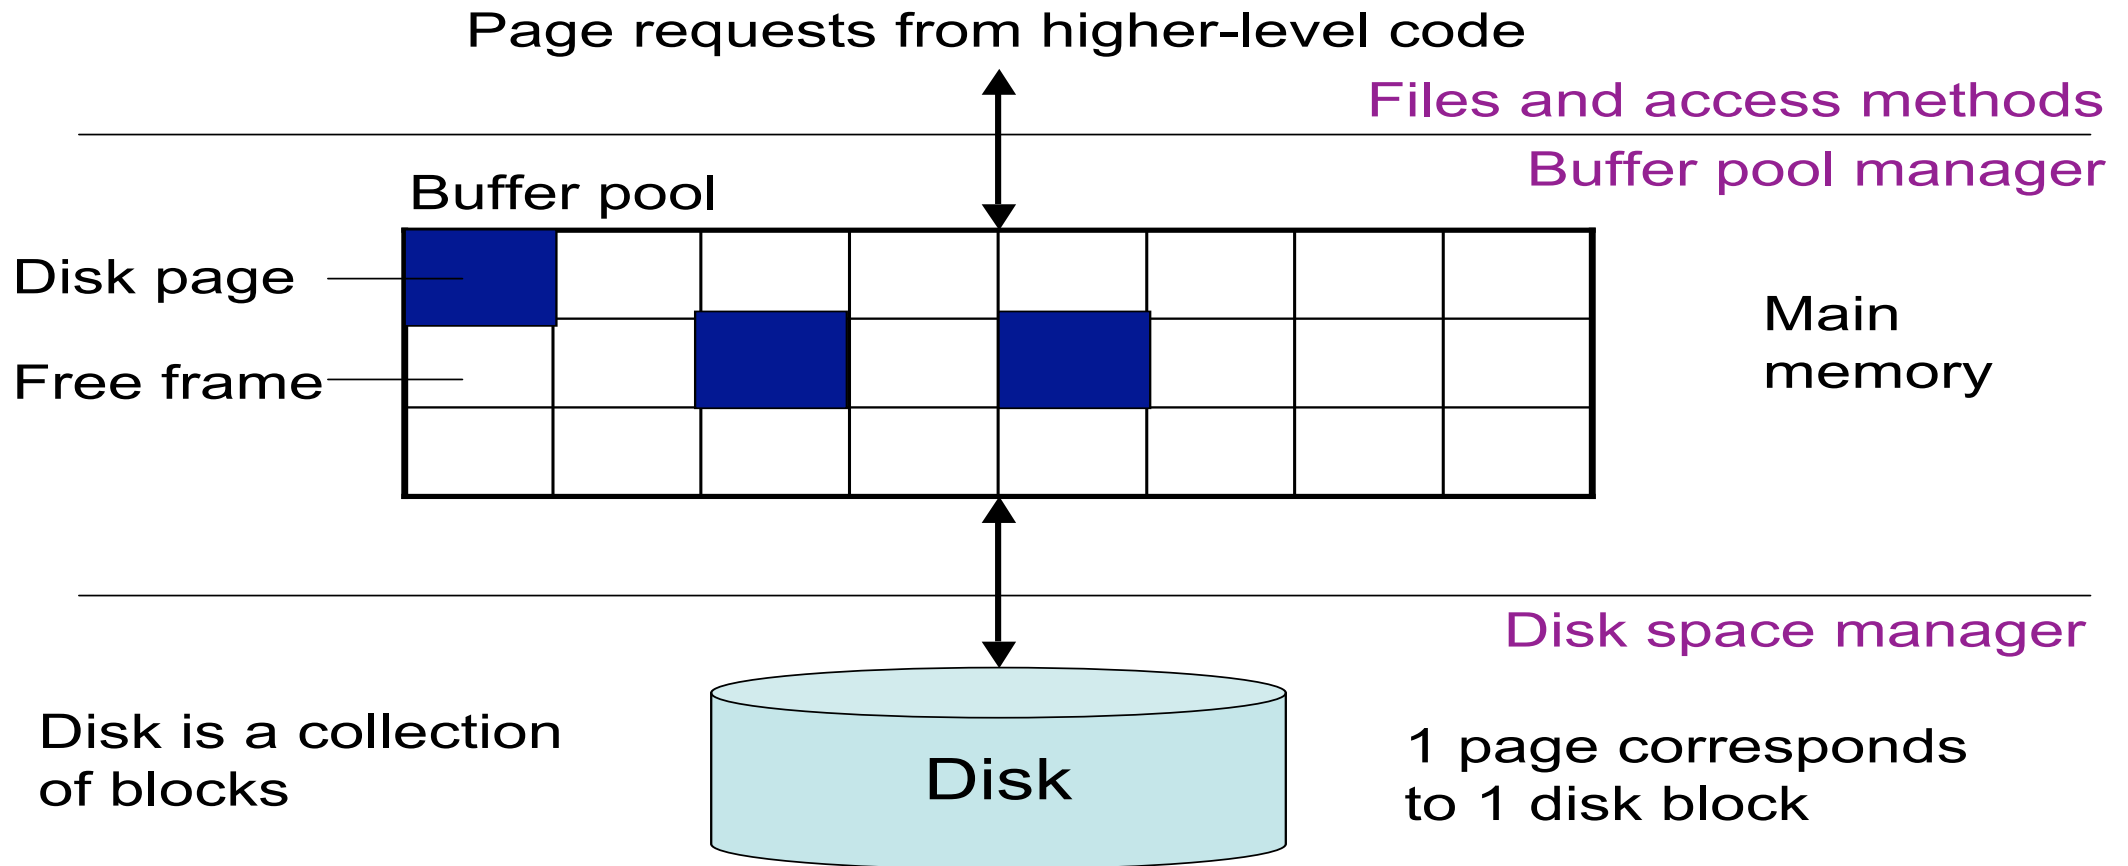 Page requests from higher-level code
Files and access methods
Buffer pool manager
Buffer pool
Disk page
Free frame
Main
memory
Disk space manager
Disk is a collection
of blocks
Disk
1 page corresponds
to 1 disk block